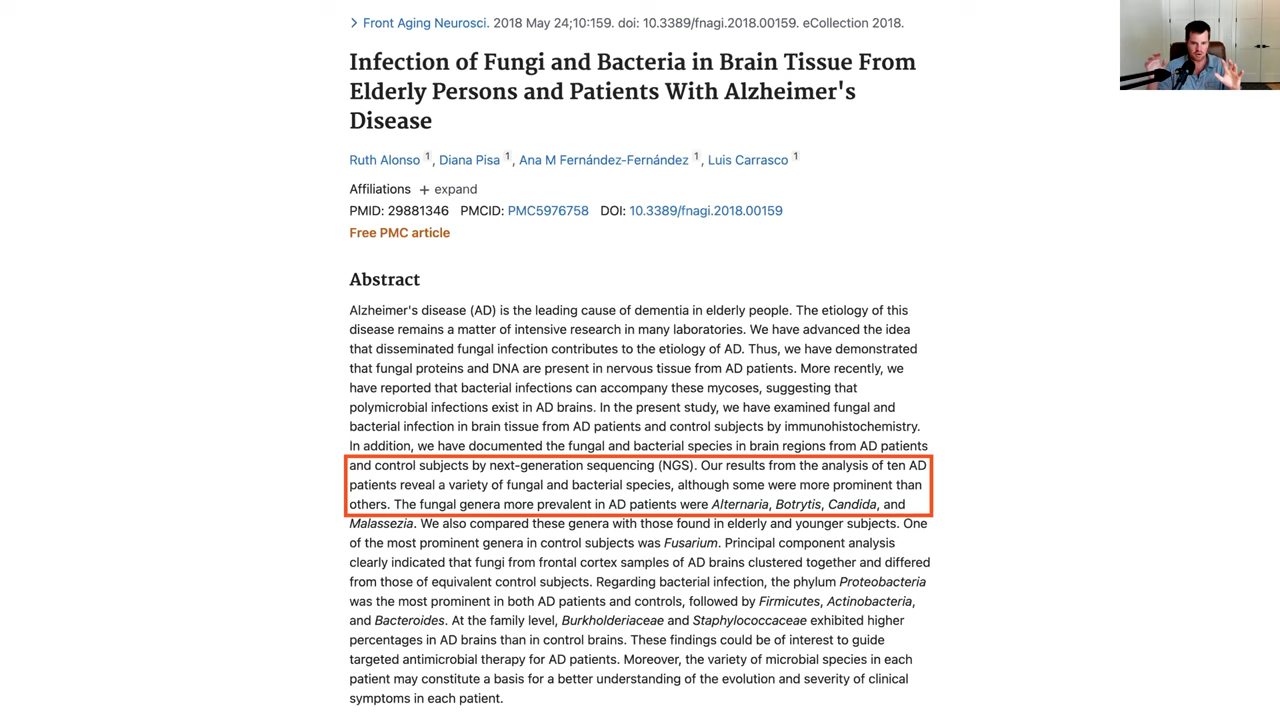 > Front Aging Neurosci. 2018 May 24;10:159. doi: 10.3389/fnagi.2018.00159. eCollection 2018.
Infection of Fungi and Bacteria in Brain Tissue From
Elderly Persons and Patients With Alzheimer's
Disease
Ruth Alonso 1, Diana Pisa 1, Ana M Fernández-Fernández 1, Luis Carrasco 1
Affiliations + expand
PMID: 29881346 PMCID: PMC5976758 DOI: 10.3389/fnagi.2018.00159
Free PMC article
Abstract
Alzheimer's disease (AD) is the leading cause of dementia in elderly people. The etiology of this
disease remains a matter of intensive research in many laboratories. We have advanced the idea
that disseminated fungal infection contributes to the etiology of AD. Thus, we have demonstrated
that fungal proteins and DNA are present in nervous tissue from AD patients. More recently, we
have reported that bacterial infections can accompany these mycoses, suggesting that
polymicrobial infections exist in AD brains. In the present study, we have examined fungal and
bacterial infection in brain tissue from AD patients and control subjects by immunohistochemistry.
In addition, we have documented the fungal and bacterial species in brain regions from AD patients
and control subjects by next-generation sequencing (NGS). Our results from the analysis of ten AD
patients reveal a variety of fungal and bacterial species, although some were more prominent than
others. The fungal genera more prevalent in AD patients were Alternaria, Botrytis, Candida, and
Malassezia. We also compared these genera with those found in elderly and younger subjects. One
of the most prominent genera in control subjects was Fusarium. Principal component analysis
clearly indicated that fungi from frontal cortex samples of AD brains clustered together and differed
from those of equivalent control subjects. Regarding bacterial infection, the phylum Proteobacteria
was the most prominent in both AD patients and controls, followed by Firmicutes, Actinobacteria,
and Bacteroides. At the family level, Burkholderiaceae and Staphylococcaceae exhibited higher
percentages in AD brains than in control brains. These findings could be of interest to guide
targeted antimicrobial therapy for AD patients. Moreover, the variety of microbial species in each
patient may constitute a basis for a better understanding of the evolution and severity of clinical
symptoms in each patient.